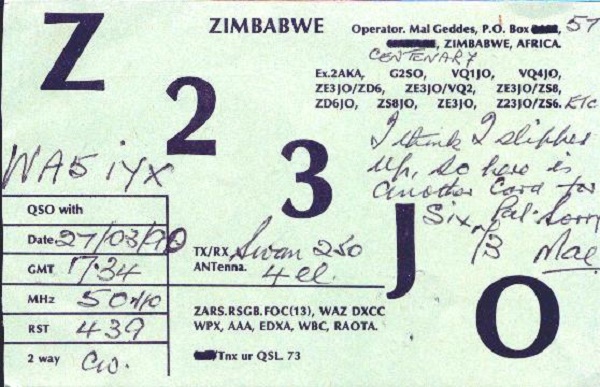 Z 2 3 J O
ZIMBABWE
Operator. Mal Geddes, P.O. Box 57
CENTENARY, ZIMBABWE, AFRICA.
Ex.2AKA, G2SO, VQ1JO, VQ4JO,
ZE3JO/ZD6, ZE3JO/VQ2, ZE3JO/ZS8,
ZD6JO, ZS8JO, ZE3JO, Z23JO/ZS6. ETC
I think I slipped
up, so here is
another Card for
Six, Pal. Sorry
73 Mal
WA5iYX
QSO with
Date 27/03/90
GMT 17.34
MHz 50.110
RST 439
2 way CW.
TX/RX, Swan 250
ANTenna. 4 el.
ZARS.RSGB.FOC(13), WAZ DXCC
WPX, AAA, EDXA, WBC, RAOTA.
/Tnx ur QSL. 73